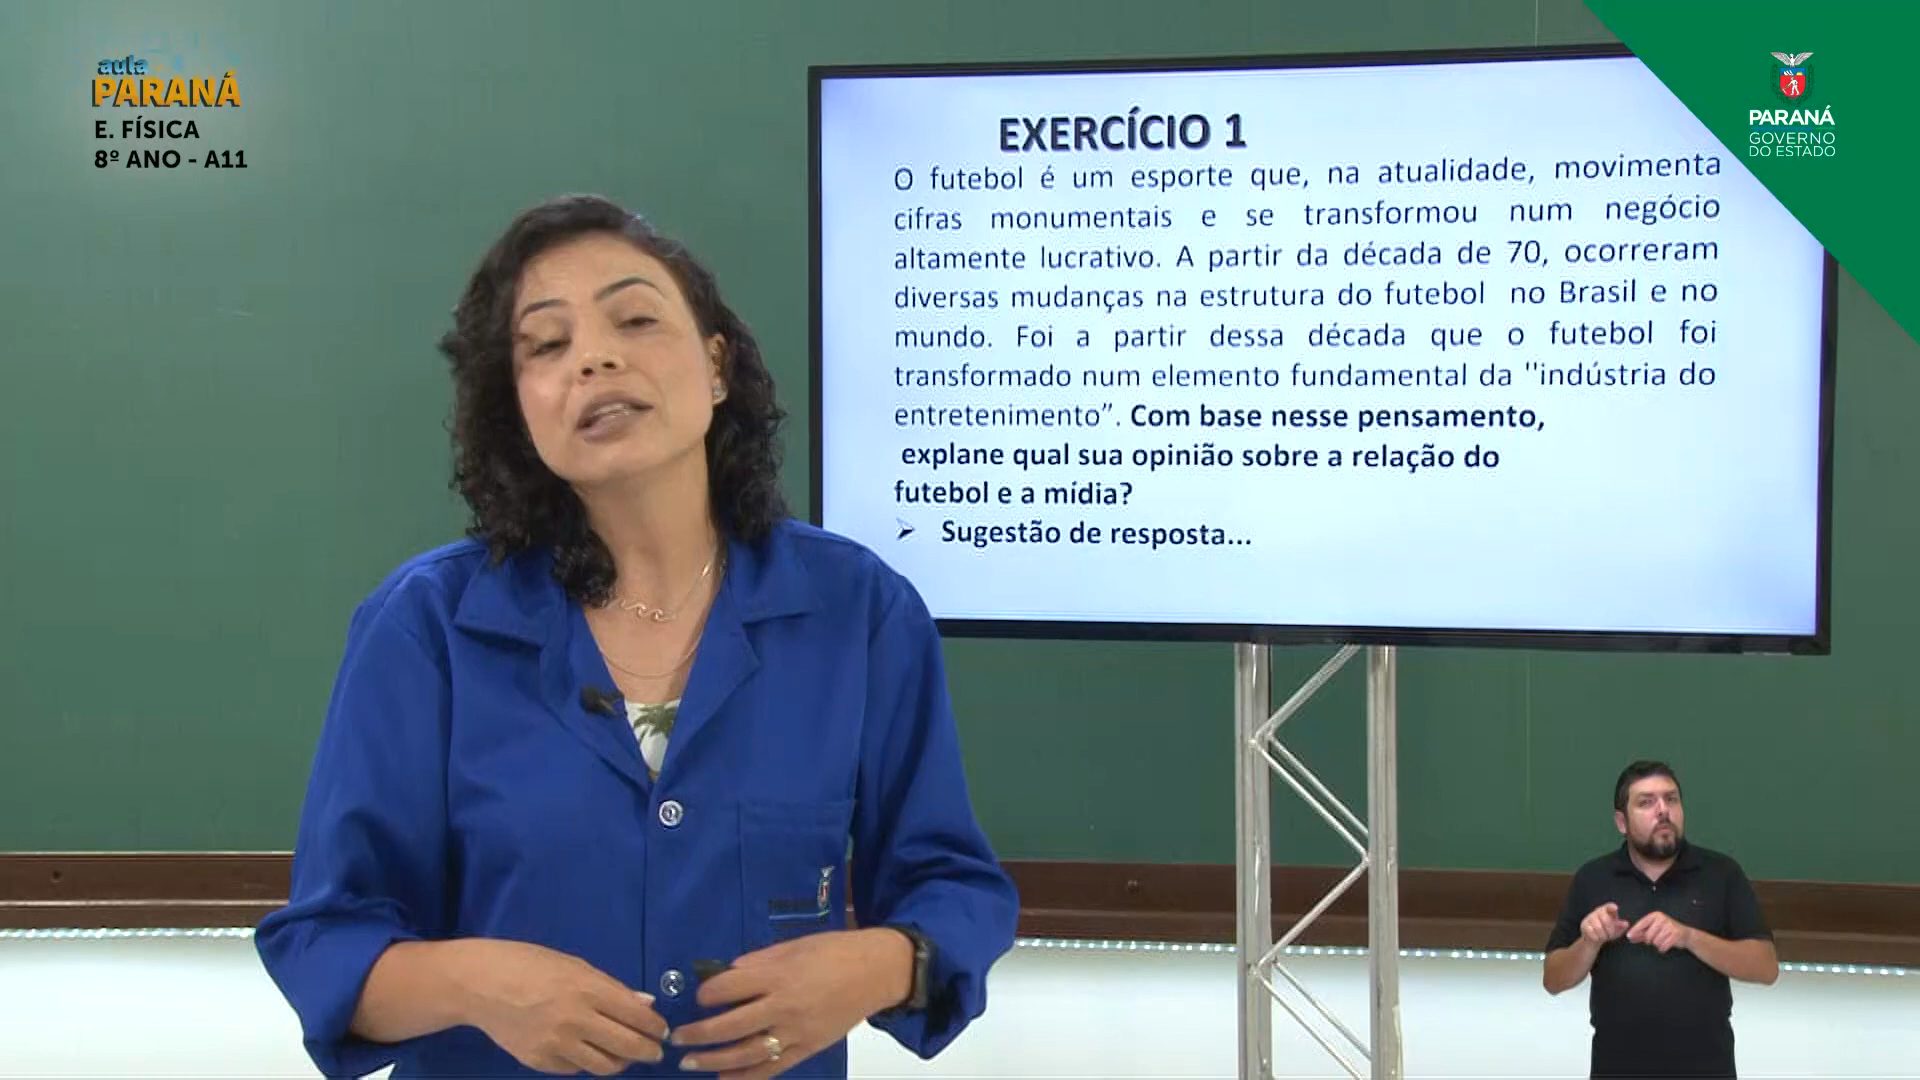 aula
PARANÁ
E. FÍSICA
8º ANO - A11
EXERCÍCIO 1
O futebol é um esporte que, na atualidade, movimenta
cifras monumentais e se transformou num negócio
altamente lucrativo. A partir da década de 70, ocorreram
diversas mudanças na estrutura do futebol no Brasil e no
mundo. Foi a partir dessa década que o futebol foi
transformado num elemento fundamental da ''indústria do
entretenimento”. Com base nesse pensamento,
explane qual sua opinião sobre a relação do
futebol e a mídia?
➢ Sugestão de resposta...
PARANÁ
GOVERNO
DO ESTADO